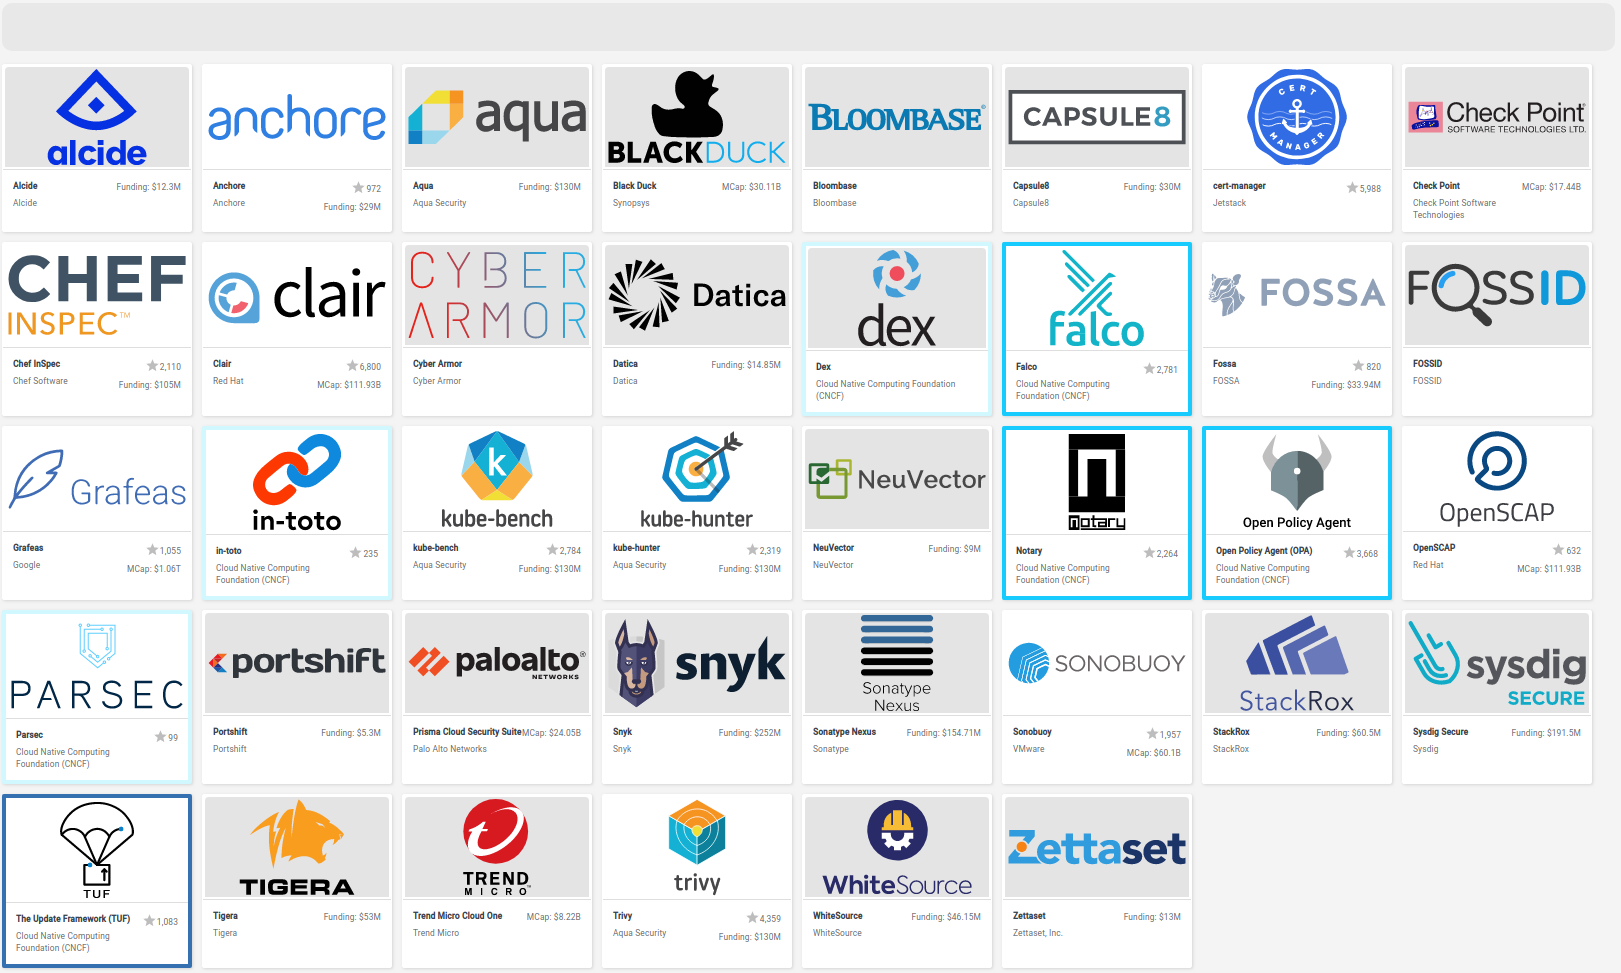 alcide
Alcide
Funding: $12.3M
Alcide
anchore
Anchore
972
Anchore
Funding: $29M
aqua
Aqua
Funding: $130M
Aqua Security
BLACKDUCK
Black Duck
MCap: $30.11B
Synopsys
BLOOMBASE®
Bloombase
Bloombase
CAPSULE8
Capsule8
Funding: $30M
Capsule8
CERT
MANAGER
cert-manager
5,988
Jetstack
Check Point
SOFTWARE TECHNOLOGIES LTD.
Check Point
MCap: $17.44B
Check Point Software
Technologies
CHEF
INSPEC™
Chef InSpec
2,110
Chef Software
Funding: $105M
clair
Clair
6,800
Red Hat
MCap: $111.93B
CYBER
ARMOR
Cyber Armor
Cyber Armor
Datica
Datica
Funding: $14.85M
Datica
dex
Dex
Cloud Native Computing Foundation
(CNCF)
falco
Falco
2,781
Cloud Native Computing
Foundation (CNCF)
FOSSA
Fossa
820
FOSSA
Funding: $33.94M
FOSSID
FOSSID
FOSSID
Grafeas
Grafeas
1,055
Google
MCap: $1.06T
in-toto
in-toto
235
Cloud Native Computing
Foundation (CNCF)
k
kube-bench
kube-bench
2,784
Aqua Security
Funding: $130M
kube-hunter
kube-hunter
2,319
Aqua Security
Funding: $130M
NeuVector
NeuVector
Funding: $9M
NeuVector
notary
Notary
2,264
Cloud Native Computing
Foundation (CNCF)
Open Policy Agent
Open Policy Agent (OPA)
3,668
Cloud Native Computing
Foundation (CNCF)
OpenSCAP
OpenSCAP
632
Red Hat
MCap: $111.93B
PARSEC
Parsec
99
Cloud Native Computing
Foundation (CNCF)
portshift
Portshift
Funding: $5.3M
Portshift
paloalto®
NETWORKS
Prisma Cloud Security Suite
MCap: $24.05B
Palo Alto Networks
snyk
Snyk
Funding: $252M
Snyk
Sonatype
Nexus
Sonatype Nexus
Funding: $154.71M
Sonatype
SONOBUOY
Sonobuoy
1,957
VMware
MCap: $60.1B
StackRox
StackRox
Funding: $60.5M
StackRox
sysdig
SECURE
Sysdig Secure
Funding: $191.5M
Sysdig
TUF
The Update Framework (TUF)
1,083
Cloud Native Computing
Foundation (CNCF)
TIGERA
Tigera
Funding: $53M
Tigera
TREND
MICRO™
Trend Micro Cloud One
MCap: $8.22B
Trend Micro
trivy
Trivy
4,359
Aqua Security
Funding: $130M
WhiteSource
WhiteSource
Funding: $46.15M
WhiteSource
Zettaset
Zettaset
Funding: $13M
Zettaset, Inc.